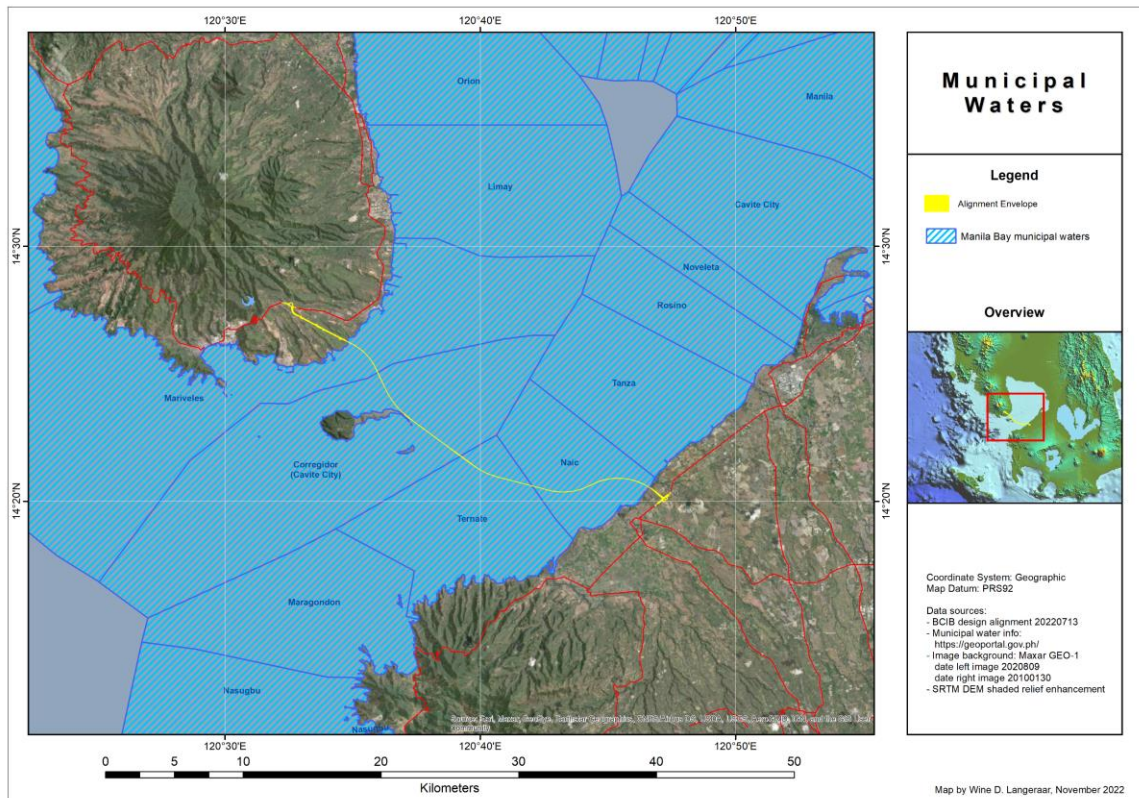 120°30'E
120°40'E
120°50'E
14°30'N
14°20'N
Orion
Manila
Limay
Cavite City
Noveleta
Rosino
Tanza
Mariveles
Naic
Corregidor
(Cavite City)
Ternate
Maragondon
Nasugbu
14°30'N
14°20'N
120°30'E
120°40'E
120°50'E
0
5
10
20
30
40
50
Kilometers
Municipal
Waters
Legend
Alignment Envelope
Manila Bay municipal waters
Overview
Coordinate System: Geographic
Map Datum: PRS92
Data sources:
- BCIB design alignment 20220713
- Municipal water info:
https://geoportal.gov.ph/
- Image background: Maxar GEO-1
date left image 2020809
date right image 20100130
- SRTM DEM shaded relief enhancement
Map by Wine D. Langeraar, November 2022